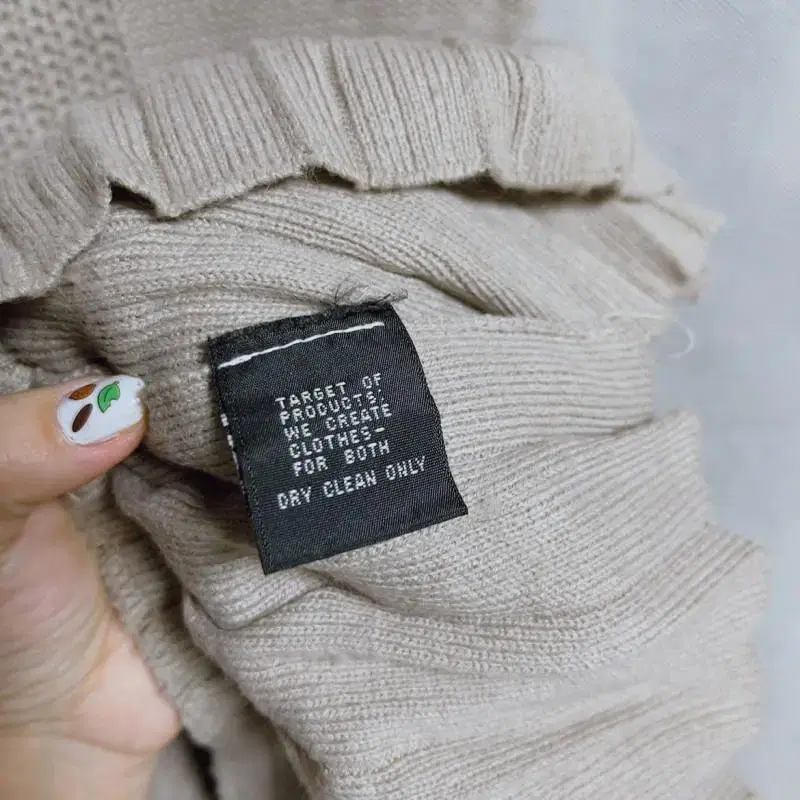 TARGET OF
PRODUCTS.
WE CREATE
CLOTHES-
FOR BOTH
DRY CLEAN ONLY